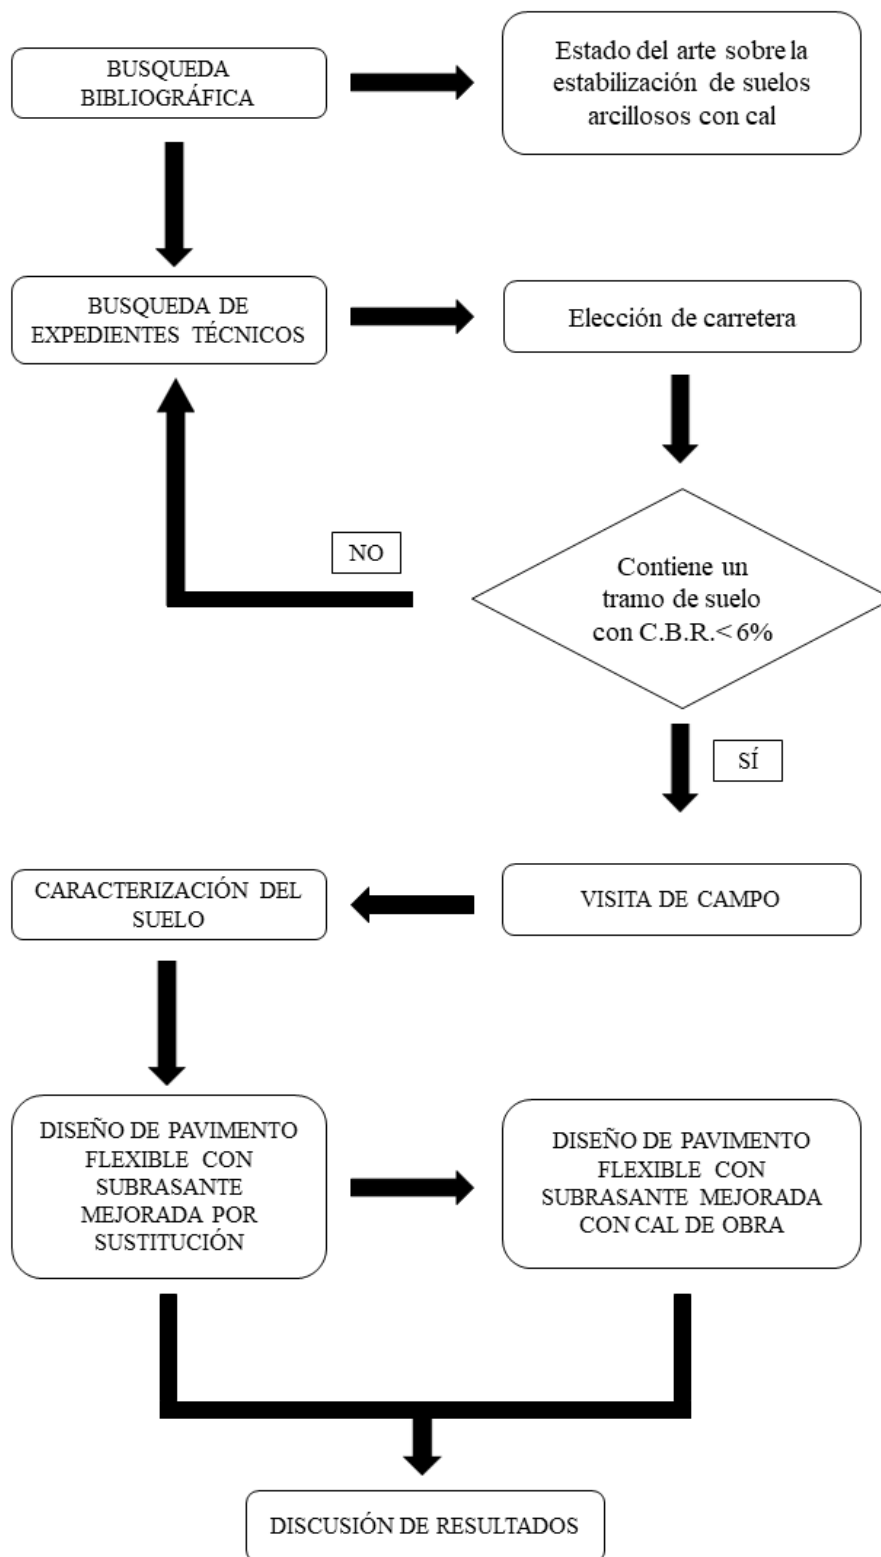 BUSQUEDA
BIBLIOGRÁFICA
Estado del arte sobre la
estabilización de suelos
arcillosos con cal
BUSQUEDA DE
EXPEDIENTES TÉCNICOS
Elección de carretera
NO
Contiene un
tramo de suelo
con C.B.R.< 6%
SÍ
CARACTERIZACIÓN DEL
SUELO
VISITA DE CAMPO
DISEÑO DE PAVIMENTO
FLEXIBLE CON
SUBRASANTE
MEJORADA POR
SUSTITUCIÓN
DISEÑO DE PAVIMENTO
FLEXIBLE CON
SUBRASANTE MEJORADA
CON CAL DE OBRA
DISCUSIÓN DE RESULTADOS